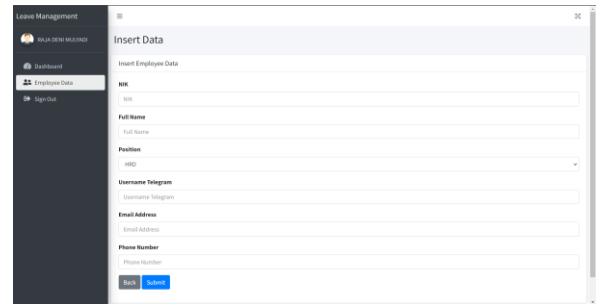 Leave Management
RAJA DENI MULYADI
Dashboard
Employee Data
Sign Out
Insert Data
Insert Employee Data
NIK
NIK
Full Name
Full Name
Position
HRD
Username Telegram
Username Telegram
Email Address
Email Address
Phone Number
Phone Number
Back Submit